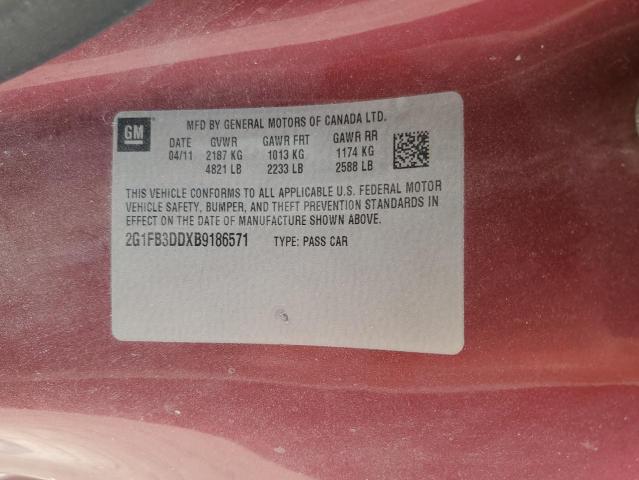 GM
MFD BY GENERAL MOTORS OF CANADA LTD.
DATE GVWR GAWR FRT GAWR RR
04/11 2187 KG 1013 KG 1174 KG
4821 LB 2233 LB 2588 LB
THIS VEHICLE CONFORMS TO ALL APPLICABLE U.S. FEDERAL MOTOR
VEHICLE SAFETY, BUMPER, AND THEFT PREVENTION STANDARDS IN
EFFECT ON THE DATE OF MANUFACTURE SHOWN ABOVE.
2G1FB3DDXB9186571 TYPE: PASS CAR